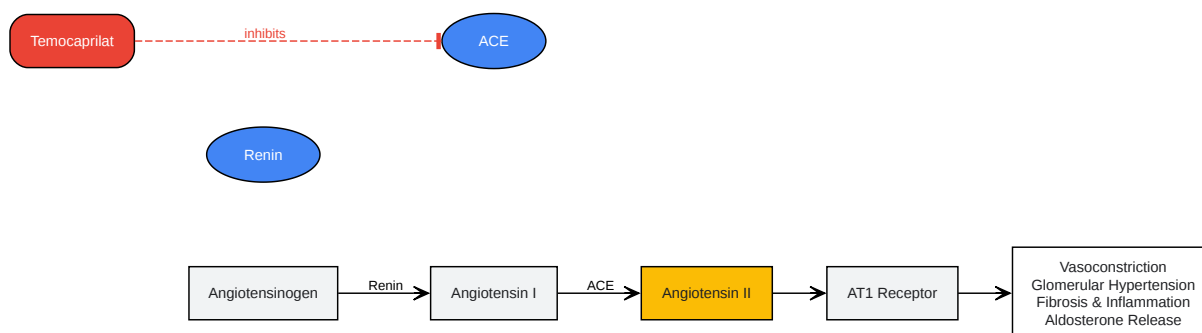 Temocaprilat
inhibits
ACE
Renin
Angiotensinogen
Renin
Angiotensin I
ACE
Angiotensin II
AT1 Receptor
Vasoconstriction
Glomerular Hypertension
Fibrosis & Inflammation
Aldosterone Release